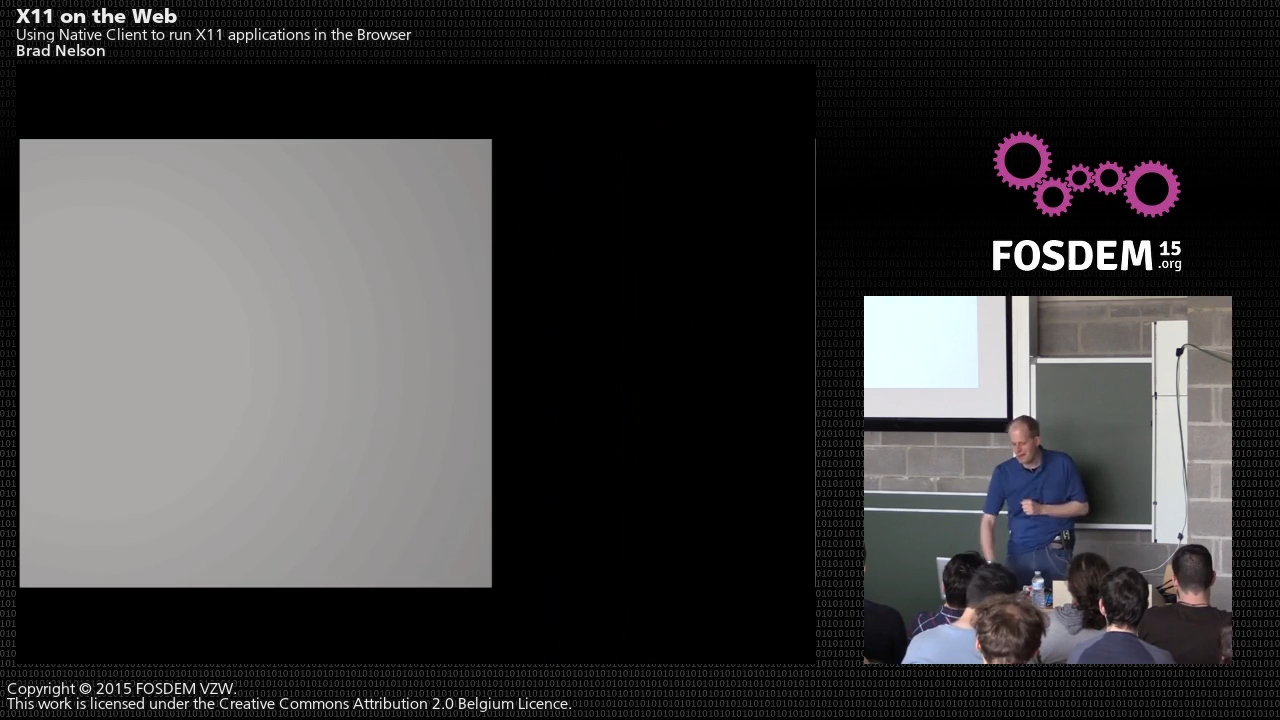 X11 on the Web
Using Native Client to run X11 applications in the Browser
Brad Nelson
FOSDEM 15
.org
Copyright © 2015 FOSDEM VZW.
This work is licensed under the Creative Commons Attribution 2.0 Belgium Licence.